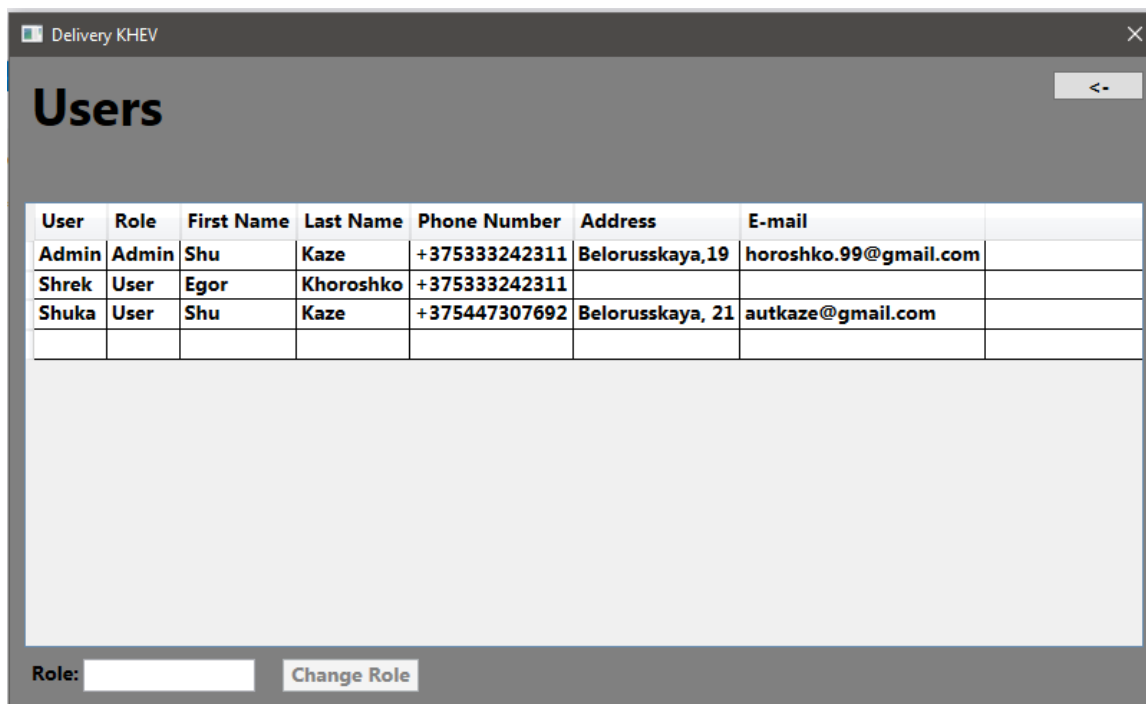 Delivery KHEV
<-
Users
User Role First Name Last Name Phone Number Address E-mail
Admin Admin Shu Kaze +375333242311 Belorusskaya,19 horoshko.99@gmail.com
Shrek User Egor Khoroshko +375333242311
Shuka User Shu Kaze +375447307692 Belorusskaya, 21 autkaze@gmail.com
Role: Change Role